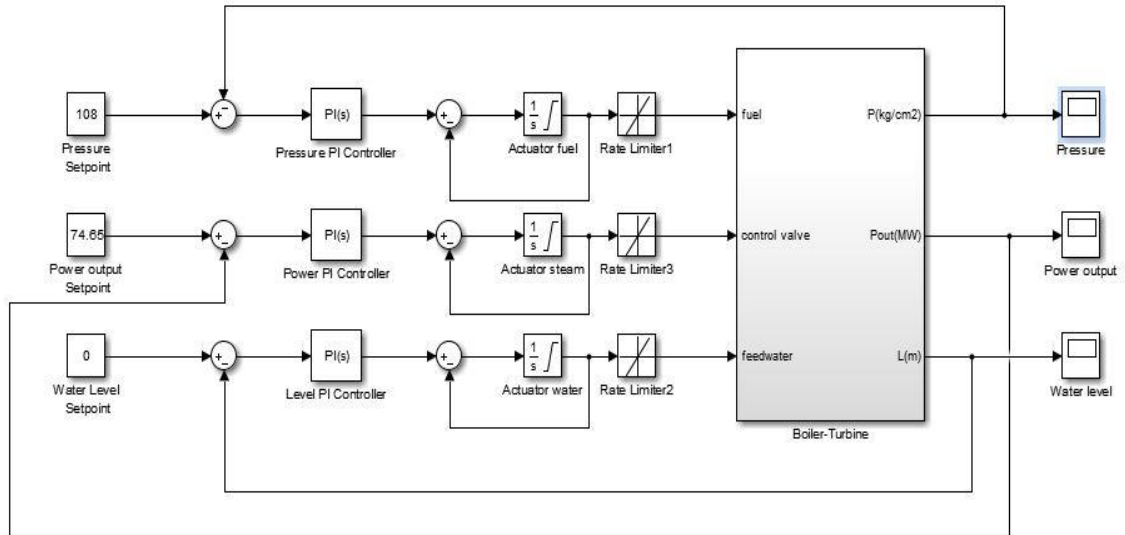 108
Pressure
Setpoint
−
+
PI(s)
Pressure PI Controller
+
−
1
s
Actuator fuel
Rate Limiter1
fuel
P(kg/cm2)
Pressure
74.65
Power output
Setpoint
+
−
PI(s)
Power PI Controller
+
−
1
s
Actuator steam
Rate Limiter3
control valve
Pout(MW)
Power output
0
Water Level
Setpoint
+
−
PI(s)
Level PI Controller
+
−
1
s
Actuator water
Rate Limiter2
feedwater
L(m)
Water level
Boiler-Turbine